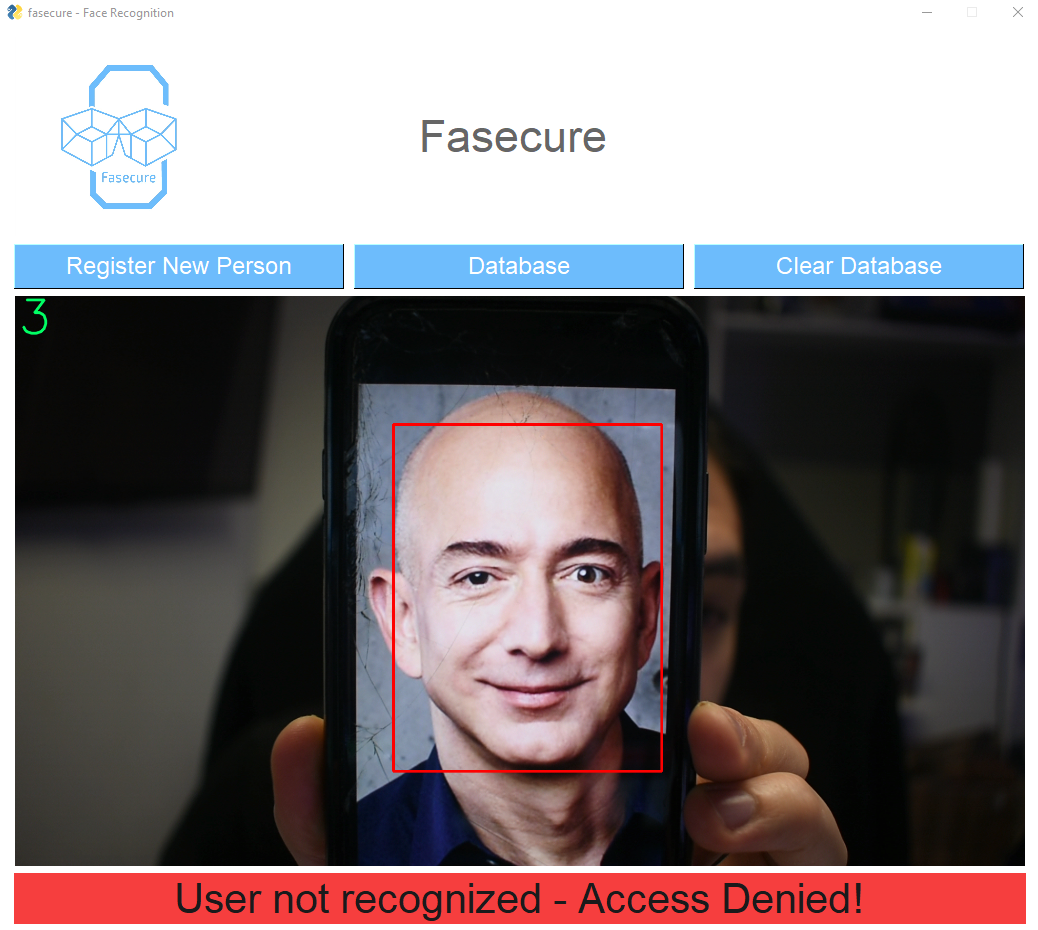 fasecure - Face Recognition
Fasecure
Fasecure
Register New Person
Database
Clear Database
3
User not recognized - Access Denied!